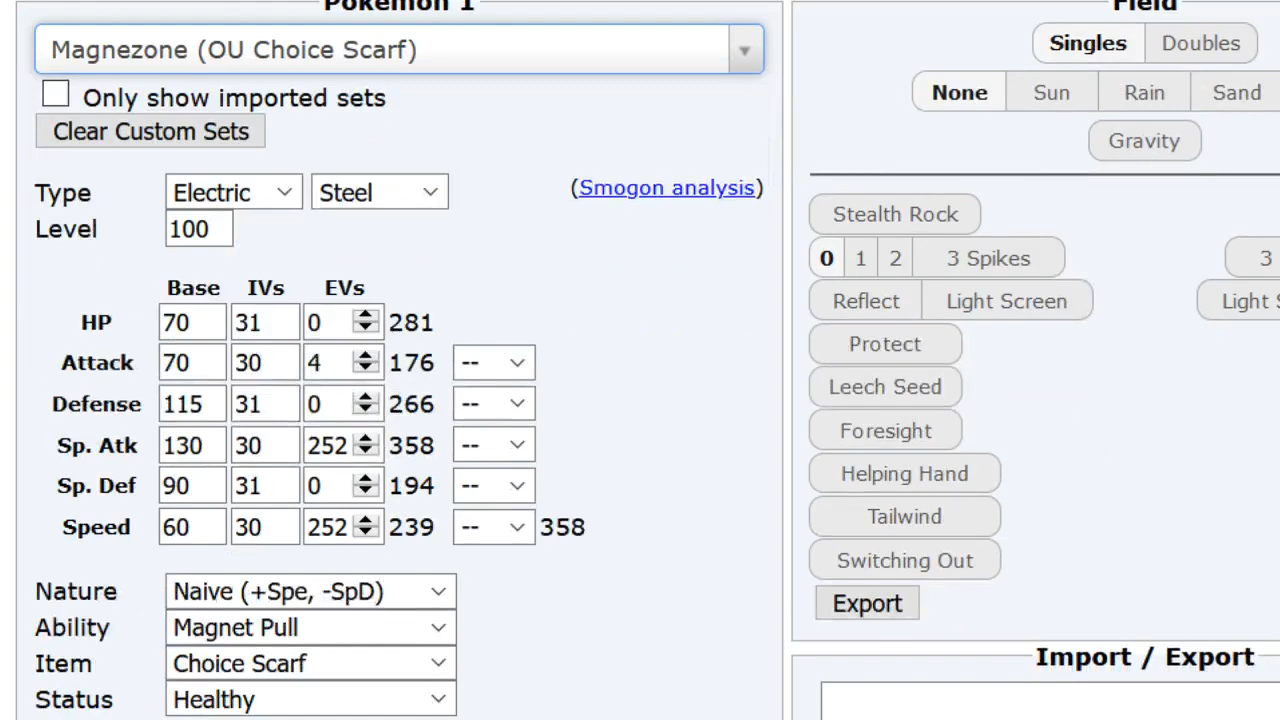 Pokémon 1
Magnezone (OU Choice Scarf)
Only show imported sets
Clear Custom Sets
Type Electric Steel (Smogon analysis)
Level 100
Base IVs EVs
HP 70 31 0 281
Attack 70 30 4 176 --
Defense 115 31 0 266 --
Sp. Atk 130 30 252 358 --
Sp. Def 90 31 0 194 --
Speed 60 30 252 239 -- 358
Nature Naive (+Spe, -SpD)
Ability Magnet Pull
Item Choice Scarf
Status Healthy
Field
Singles Doubles
None Sun Rain Sand
Gravity
Stealth Rock
0 1 2 3 Spikes 3
Reflect Light Screen Light S
Protect
Leech Seed
Foresight
Helping Hand
Tailwind
Switching Out
Export
Import / Export